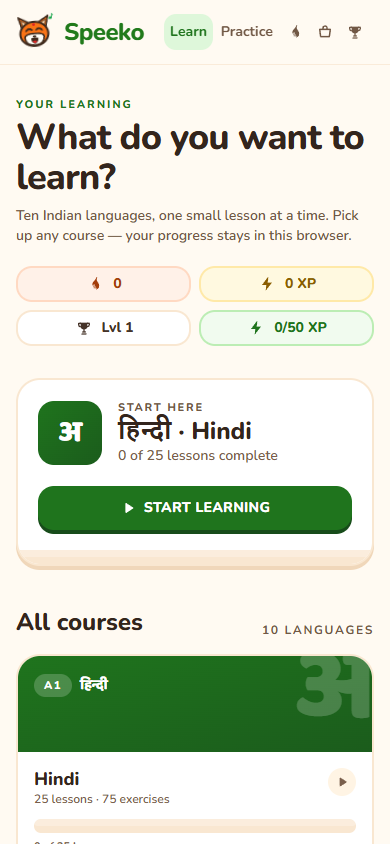 Speeko
Learn
Practice
YOUR LEARNING
What do you want to
learn?
Ten Indian languages, one small lesson at a time. Pick
up any course — your progress stays in this browser.
0
0 XP
Lvl 1
0/50 XP
अ
START HERE
हिन्दी · Hindi
0 of 25 lessons complete
START LEARNING
All courses
10 LANGUAGES
A1 हिन्दी
अ
Hindi
25 lessons · 75 exercises